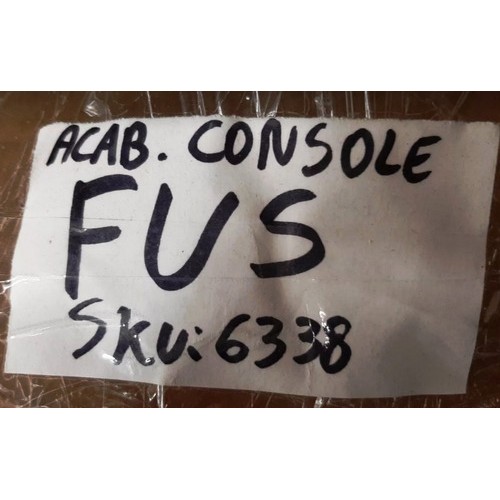 ACAB. CONSOLE
FUS
SKU: 6338